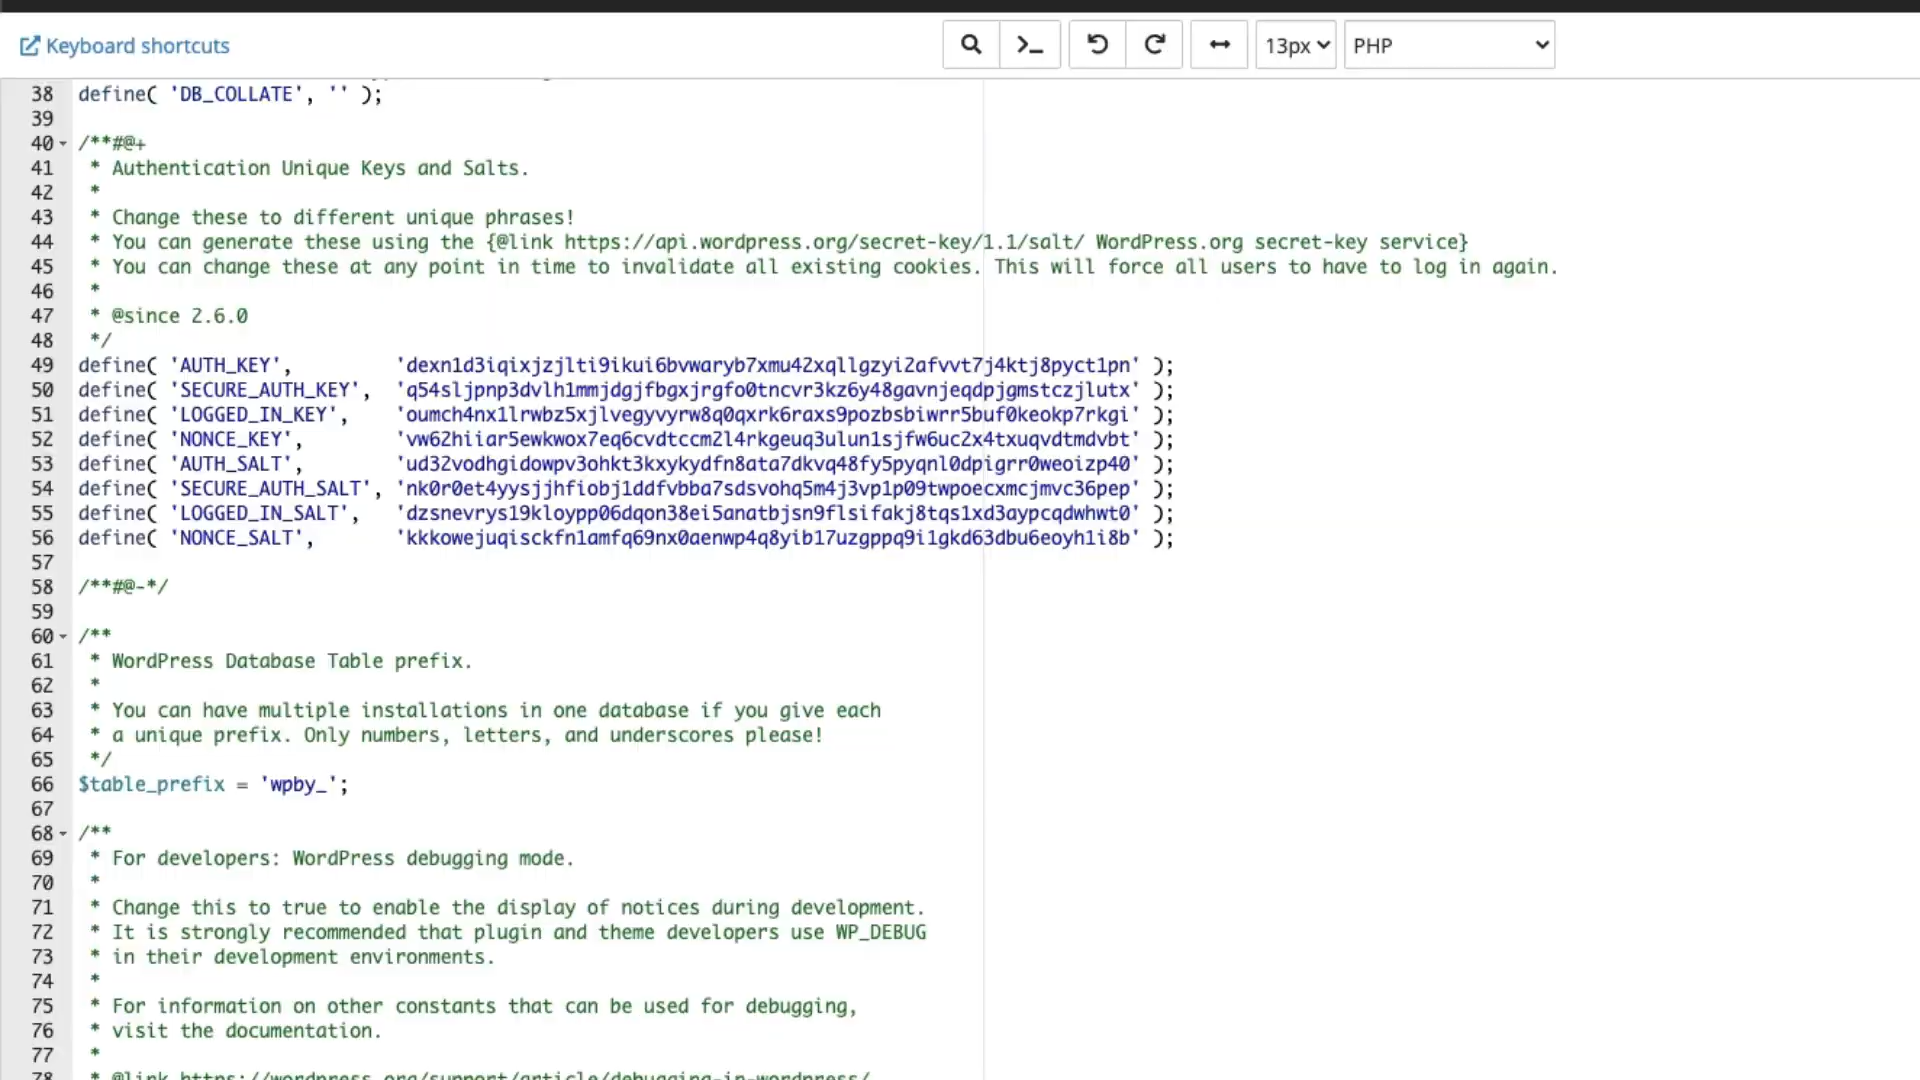 Keyboard shortcuts
13px
PHP
38 define( 'DB_COLLATE', '' );
39
40 /**#@+
41 * Authentication Unique Keys and Salts.
42 *
43 * Change these to different unique phrases!
44 * You can generate these using the {@link https://api.wordpress.org/secret-key/1.1/salt/ WordPress.org secret-key service}
45 * You can change these at any point in time to invalidate all existing cookies. This will force all users to have to log in again.
46 *
47 * @since 2.6.0
48 */
49 define( 'AUTH_KEY', 'dexn1d3iqixjzjlti9ikui6bvwaryb7xmu42xqllgzyi2afvvt7j4ktj8pyct1pn' );
50 define( 'SECURE_AUTH_KEY', 'q54sljpnp3dvlh1mmjdgjfbgxjrgfo0tncvr3kz6y48gavnjeqdpjgmstczjlutx' );
51 define( 'LOGGED_IN_KEY', 'oumch4nx1lrwbz5xjlvegyvyrw8q0qxrk6raxs9pozbsbiwrr5buf0keokp7rkgi' );
52 define( 'NONCE_KEY', 'vw62hiiar5ewkwox7eq6cvdtccm2l4rkgeuq3ulun1sjfw6uc2x4txuqvdtmdvbt' );
53 define( 'AUTH_SALT', 'ud32vodhgidowpv3ohkt3kxykydfn8ata7dkvq48fy5pyqnl0dpigrr0weoizp40' );
54 define( 'SECURE_AUTH_SALT', 'nk0r0et4yysjjhfiobj1ddfvbba7sdsvohq5m4j3vp1p09twpoecxmcjmvc36pep' );
55 define( 'LOGGED_IN_SALT', 'dzsnevrys19kloypp06dqon38ei5anatbjsn9flsifakj8tqs1xd3aypcqdwhwt0' );
56 define( 'NONCE_SALT', 'kkkowejuqisckfn1amfq69nx0aenwp4q8yib17uzgppq9i1gkd63dbu6eoyh1i8b' );
57
58 /**#@-*/
59
60 /**
61 * WordPress Database Table prefix.
62 *
63 * You can have multiple installations in one database if you give each
64 * a unique prefix. Only numbers, letters, and underscores please!
65 */
66 $table_prefix = 'wpby_';
67
68 /**
69 * For developers: WordPress debugging mode.
70 *
71 * Change this to true to enable the display of notices during development.
72 * It is strongly recommended that plugin and theme developers use WP_DEBUG
73 * in their development environments.
74 *
75 * For information on other constants that can be used for debugging,
76 * visit the documentation.
77 *
78 * @link https://wordpress.org/support/article/debugging-in-wordpress/